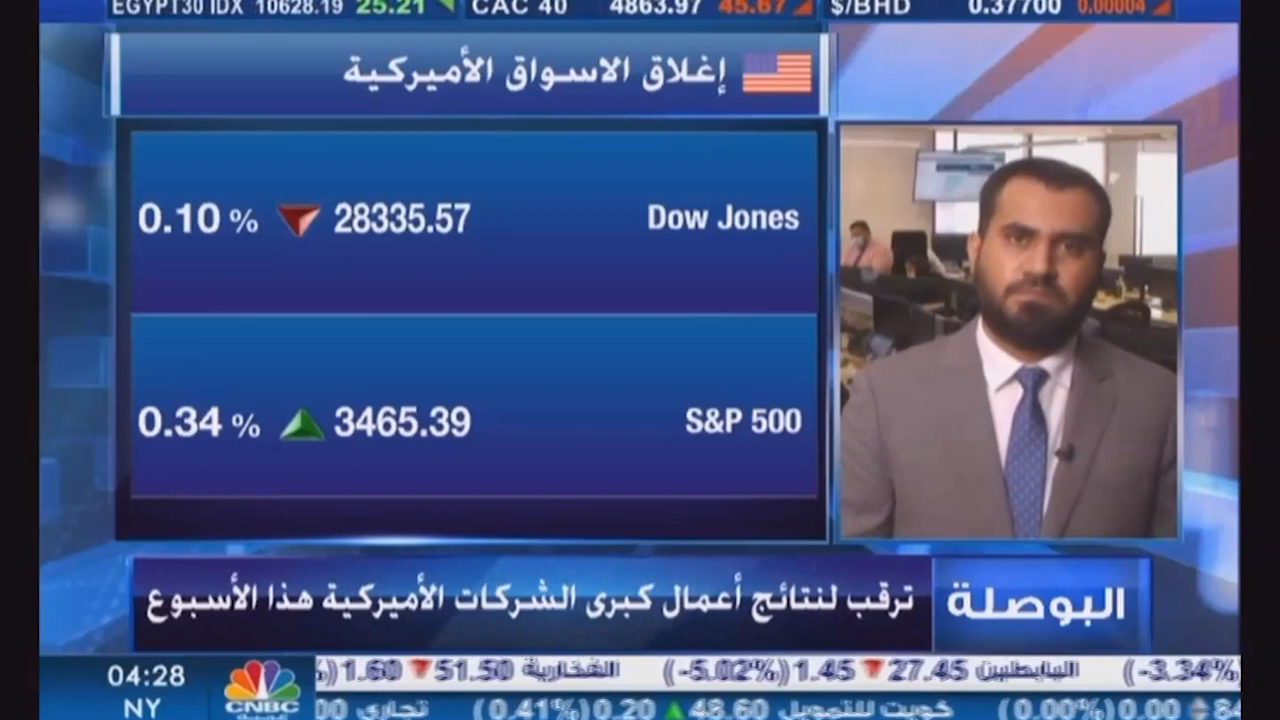 EGYPT30 IDX 10628.19 25.21 CAC 40 4863.97 45.67 $/BHD 0.37700 0.00004
إغلاق الاسواق الأميركية
Dow Jones 28335.57 0.10 %
S&P 500 3465.39 0.34 %
البوصلة ترقب لنتائج أعمال كبرى الشركات الأميركية هذا الأسبوع
04:28
NY
CNBC
عربية
(-3.34%) اليابطين 27.45 1.45 (-5.02%) الفخارية 51.50 1.60
0.00 (0.00%) كويت للتمويل 48.60 0.20 (0.41%) تجاري